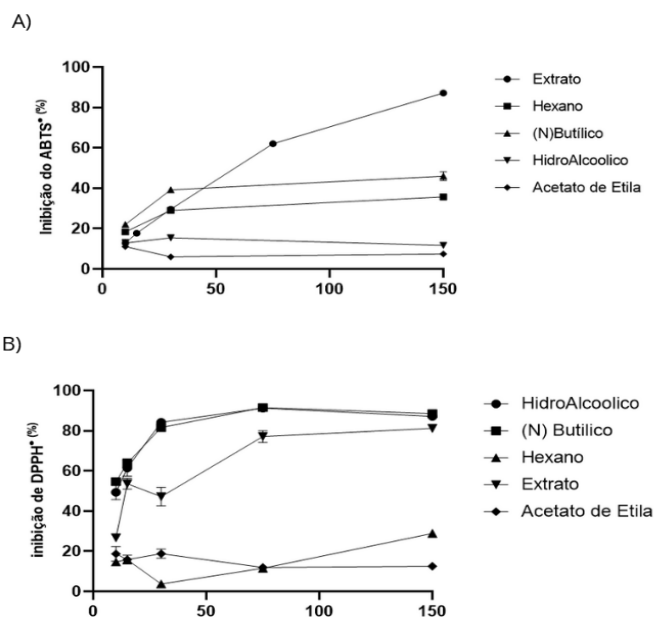 A)
Inibição do ABTS• (%)
100
80
60
40
20
0
0 50 100 150
Extrato
Hexano
(N)Butílico
HidroAlcoolico
Acetato de Etila
B)
inibição de DPPH• (%)
100
80
60
40
20
0
0 50 100 150
HidroAlcoolico
(N) Butilico
Hexano
Extrato
Acetato de Etila